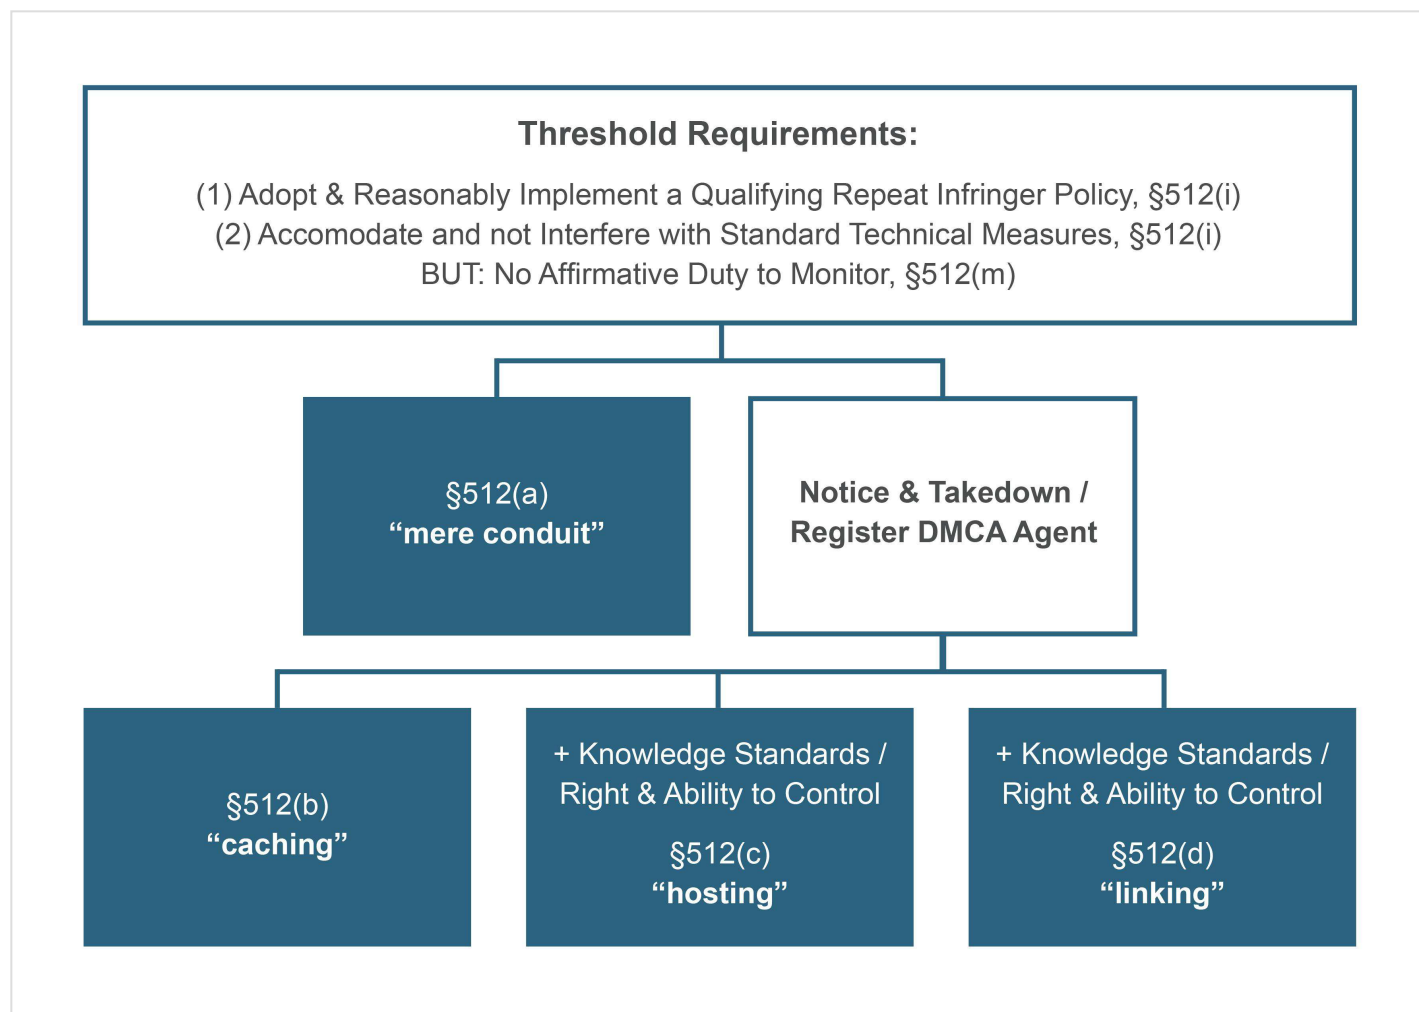 Threshold Requirements:
(1) Adopt & Reasonably Implement a Qualifying Repeat Infringer Policy, §512(i)
(2) Accomodate and not Interfere with Standard Technical Measures, §512(i)
BUT: No Affirmative Duty to Monitor, §512(m)
§512(a)
“mere conduit”
Notice & Takedown /
Register DMCA Agent
§512(b)
“caching”
+ Knowledge Standards /
Right & Ability to Control
§512(c)
“hosting”
+ Knowledge Standards /
Right & Ability to Control
§512(d)
“linking”